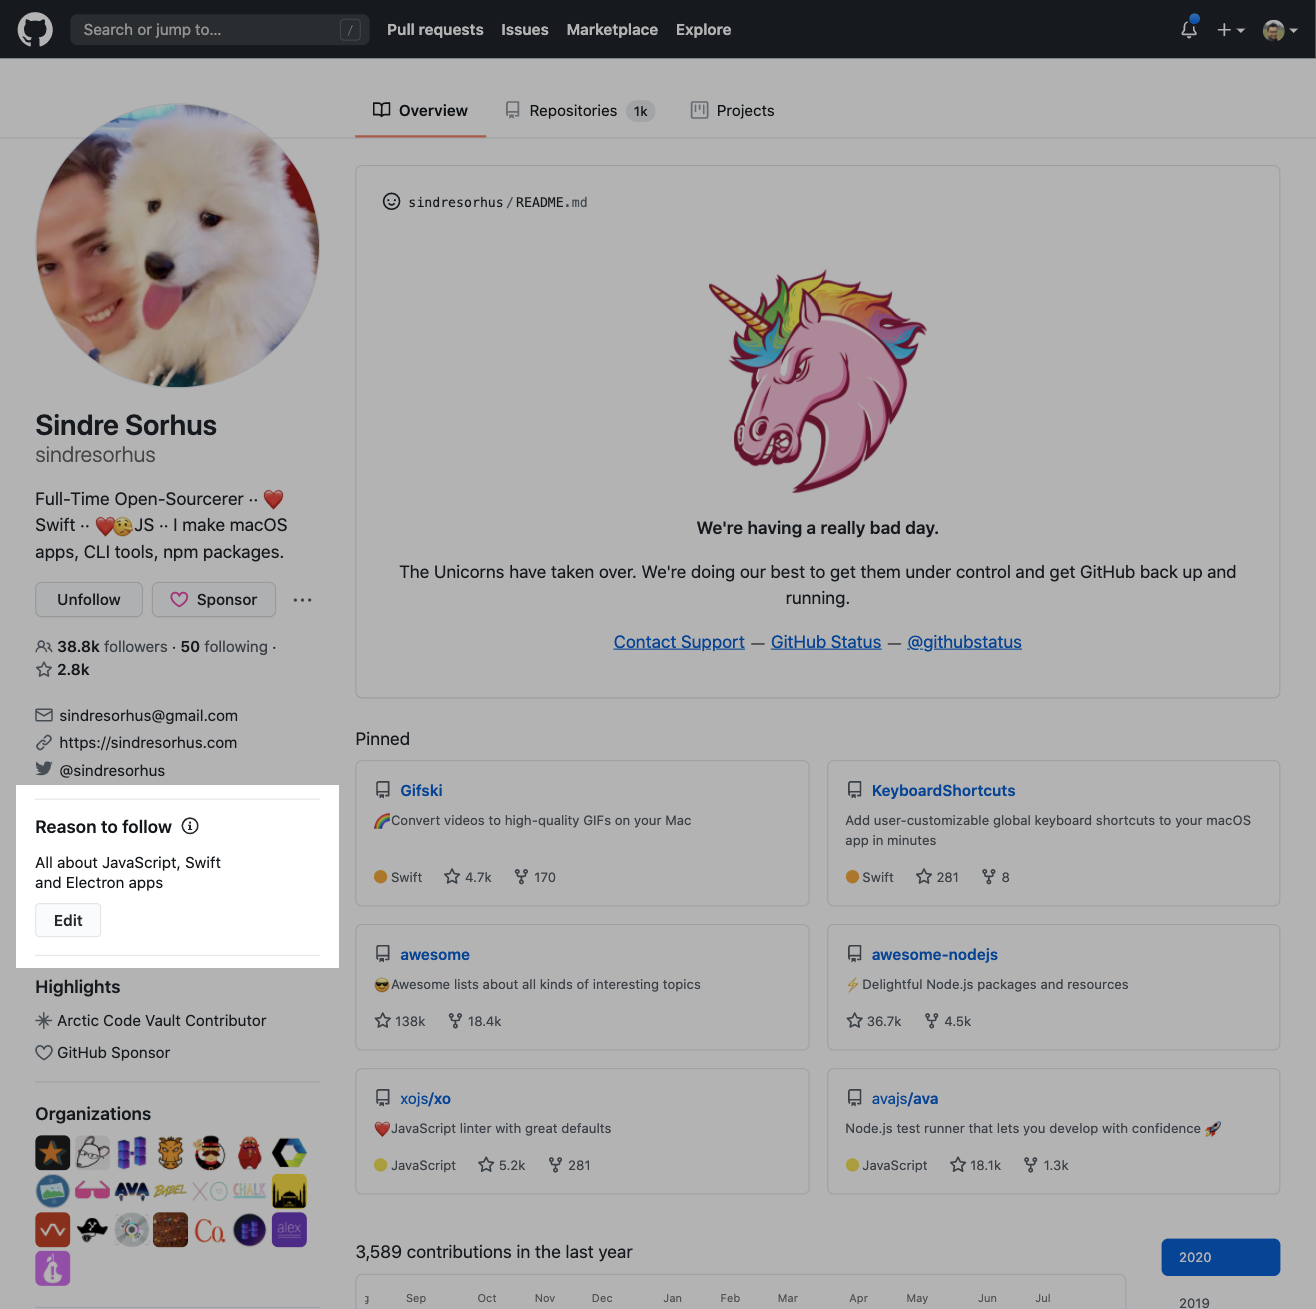 Search or jump to...
/
Pull requests
Issues
Marketplace
Explore
Overview
Repositories 1k
Projects
Sindre Sorhus
sindresorhus
Full-Time Open-Sourcerer ·· ❤️
Swift ·· ❤️🥲JS ·· I make macOS
apps, CLI tools, npm packages.
Unfollow
Sponsor
···
38.8k followers · 50 following ·
2.8k
sindresorhus@gmail.com
https://sindresorhus.com
@sindresorhus
Reason to follow
All about JavaScript, Swift
and Electron apps
Edit
Highlights
Arctic Code Vault Contributor
GitHub Sponsor
Organizations
AVA
BABEL
XO
CHALK
Co.
alex
sindresorhus/README.md
We're having a really bad day.
The Unicorns have taken over. We're doing our best to get them under control and get GitHub back up and
running.
Contact Support — GitHub Status — @githubstatus
Pinned
Gifski
🌈Convert videos to high-quality GIFs on your Mac
Swift 4.7k 170
KeyboardShortcuts
Add user-customizable global keyboard shortcuts to your macOS
app in minutes
Swift 281 8
awesome
😎Awesome lists about all kinds of interesting topics
138k 18.4k
awesome-nodejs
⚡Delightful Node.js packages and resources
36.7k 4.5k
xojs/xo
❤️JavaScript linter with great defaults
JavaScript 5.2k 281
avajs/ava
Node.js test runner that lets you develop with confidence 🚀
JavaScript 18.1k 1.3k
3,589 contributions in the last year
Sep Oct Nov Dec Jan Feb Mar Apr May Jun Jul
2020
2019